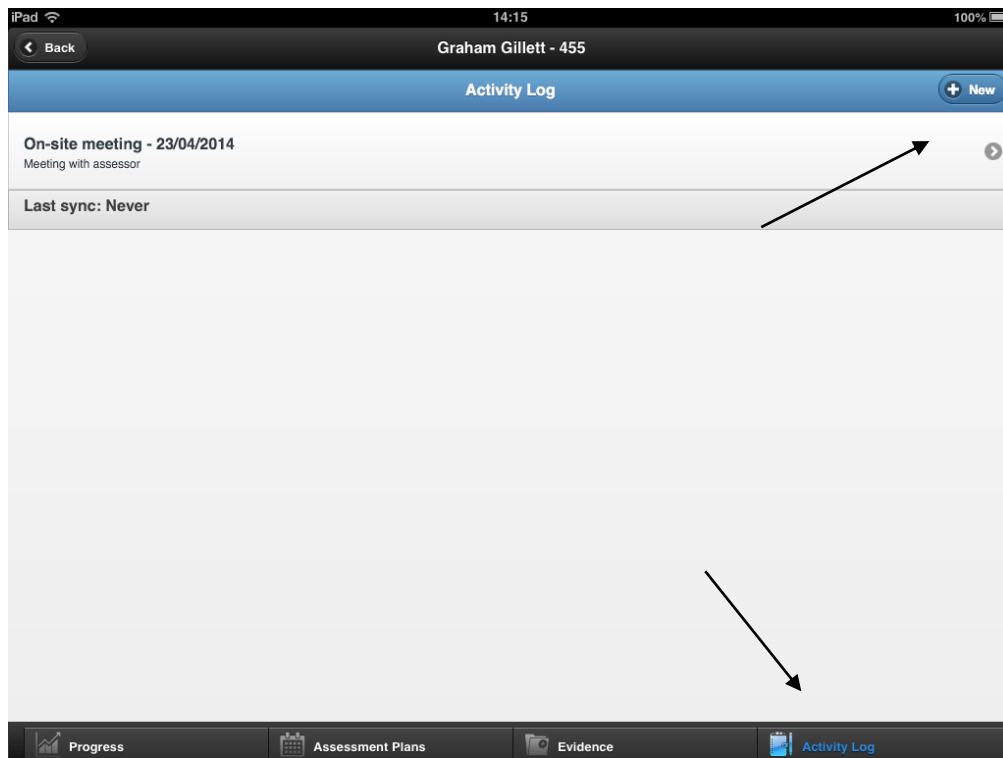 iPad 14:15 100%
Back Graham Gillett - 455
Activity Log New
On-site meeting - 23/04/2014
Meeting with assessor
Last sync: Never
Progress Assessment Plans Evidence Activity Log